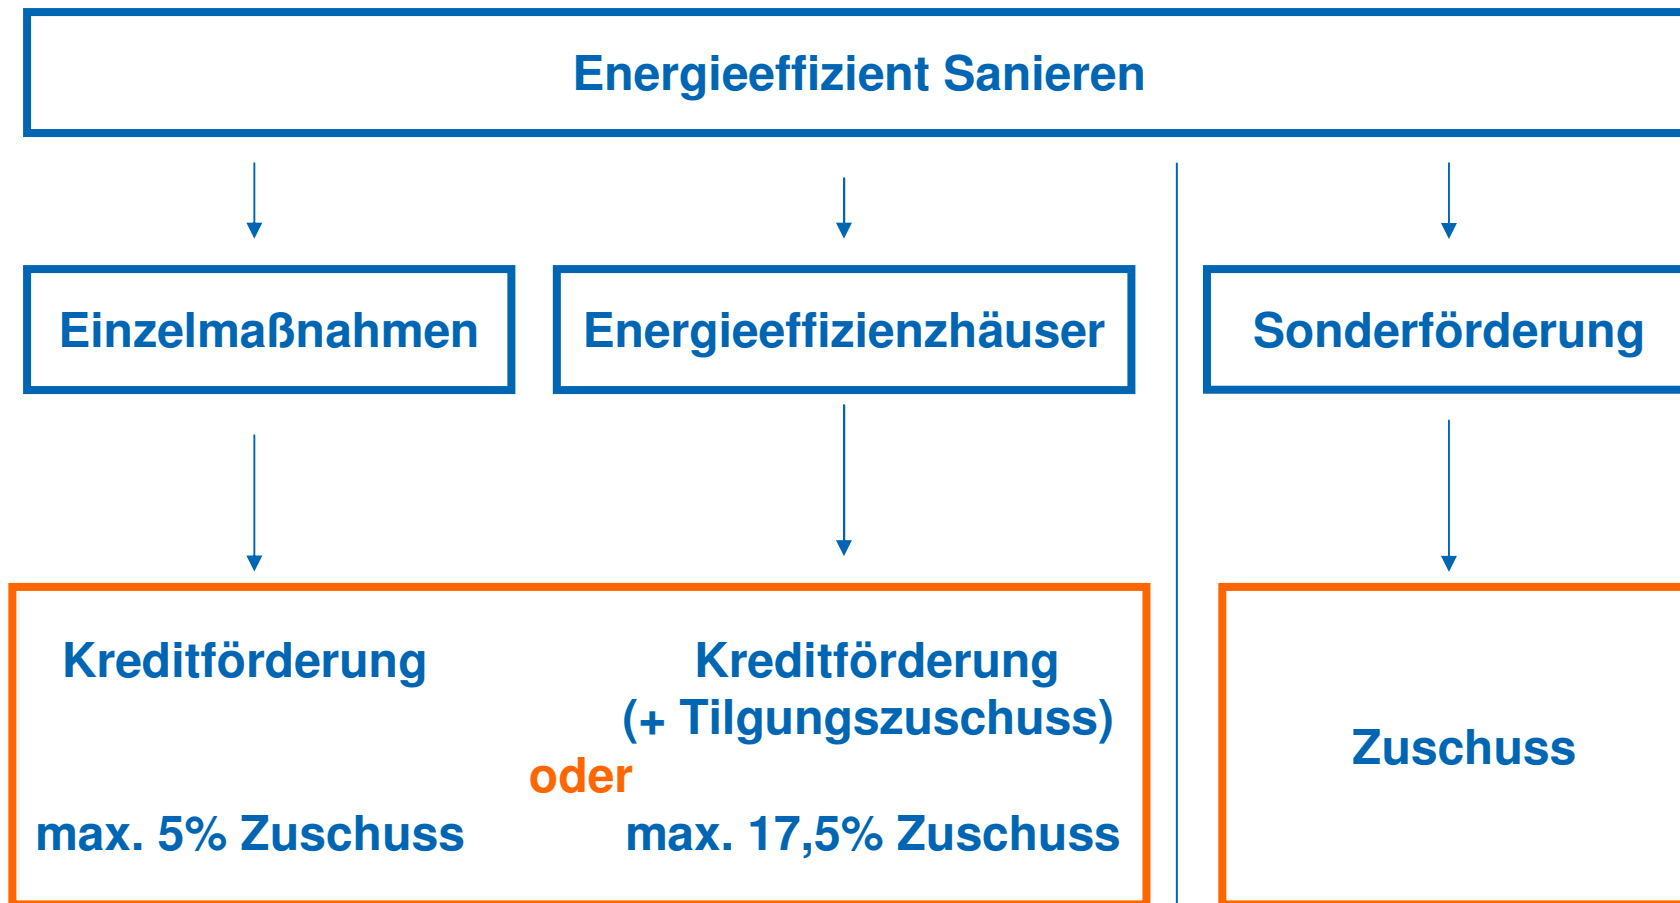 Energieeffizient Sanieren
Einzelmaßnahmen
Energieeffizienzhäuser
Sonderförderung
Kreditförderung
Kreditförderung
(+ Tilgungszuschuss)
oder
max. 5% Zuschuss
max. 17,5% Zuschuss
Zuschuss